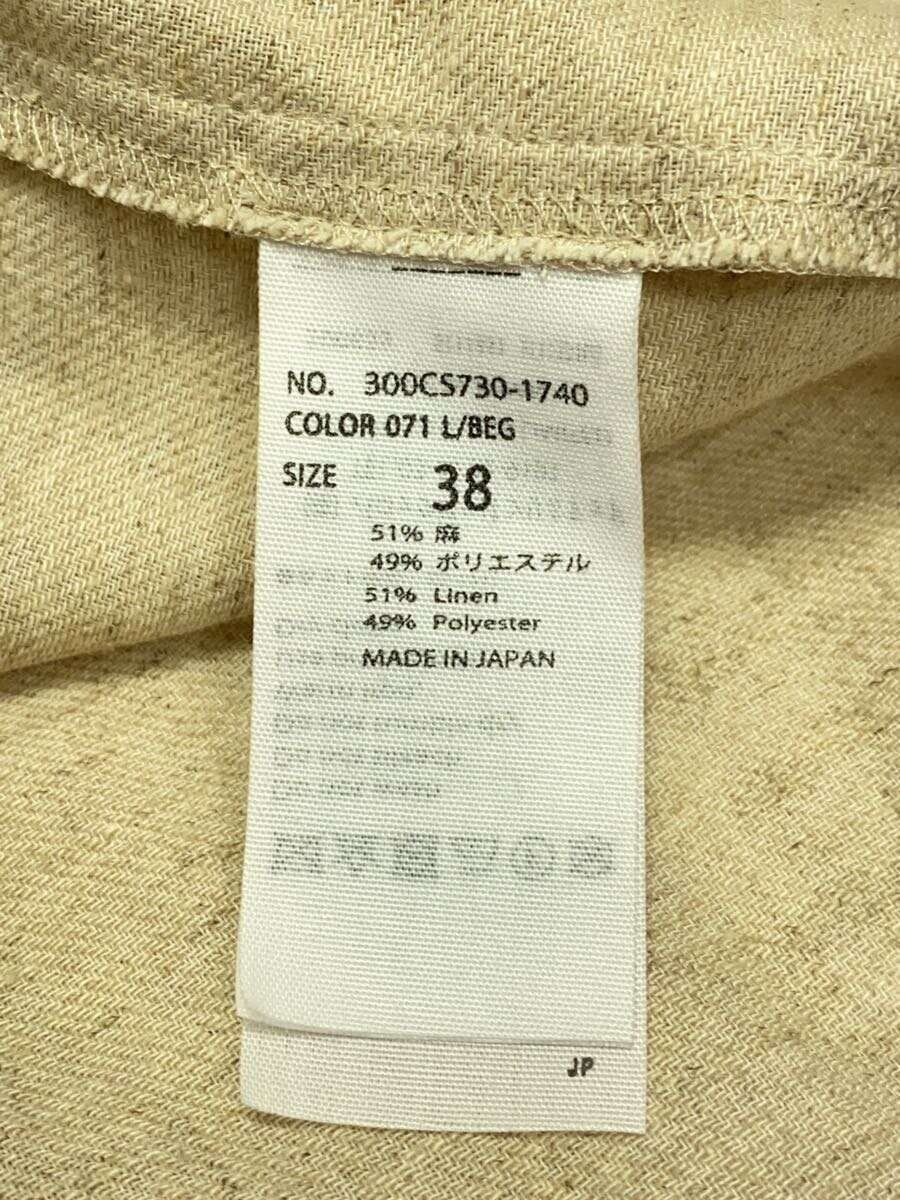 NO. 300CS730-1740
COLOR 071 L/BEG
SIZE 38
51% 麻
49% ポリエステル
51% Linen
49% Polyester
MADE IN JAPAN
JP